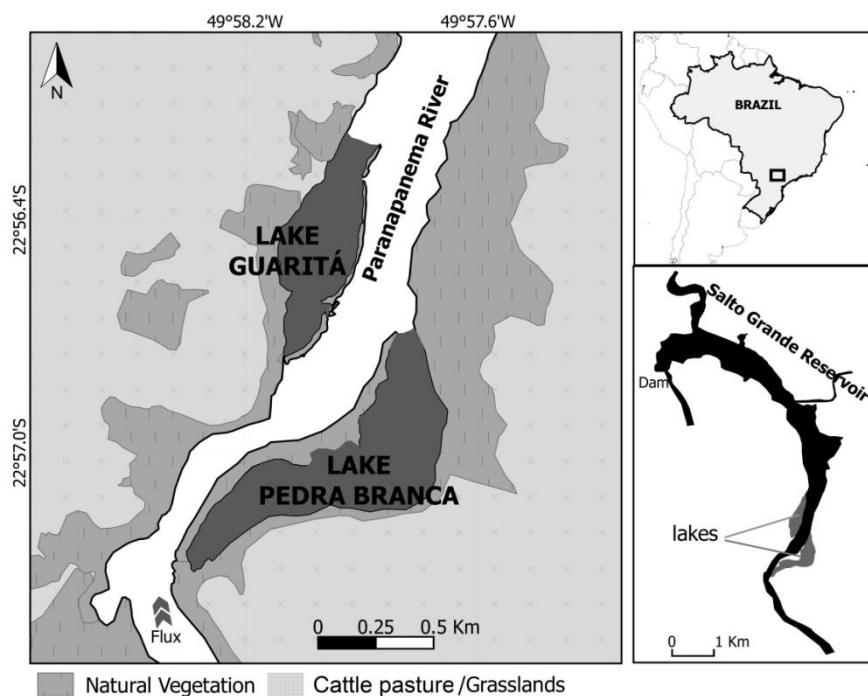 49°58.2'W
49°57.6'W
N
22°56.4'S
22°57.0'S
LAKE
GUARITÁ
Paranapanema River
LAKE
PEDRA BRANCA
Flux
0 0.25 0.5 Km
BRAZIL
Salto Grande Reservoir
Dam
lakes
0 1 Km
Natural Vegetation
Cattle pasture/Grasslands